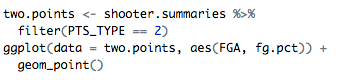 two.points <- shooter.summaries %>%
filter(PTS_TYPE == 2)
ggplot(data = two.points, aes(FGA, fg.pct)) +
geom_point()